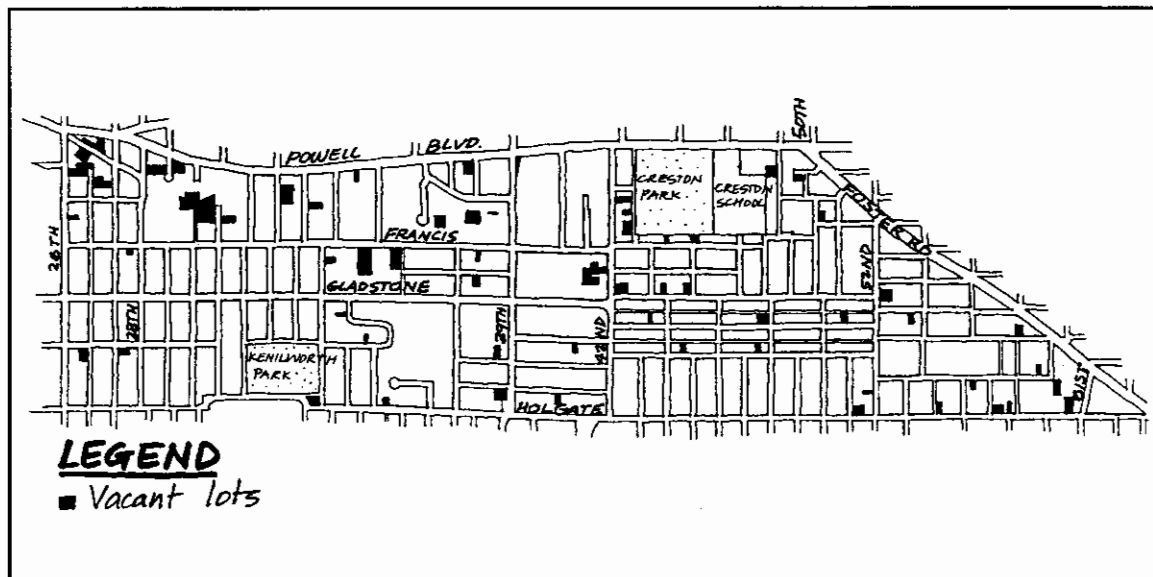 50TH
POWELL BLVD.
CRESTON
PARK
CRESTON
SCHOOL
FOSTER RD
26TH
FRANCIS
52ND
GLADSTONE
28TH
39TH
42ND
KENILWORTH
PARK
HOLGATE
51ST
LEGEND
Vacant lots